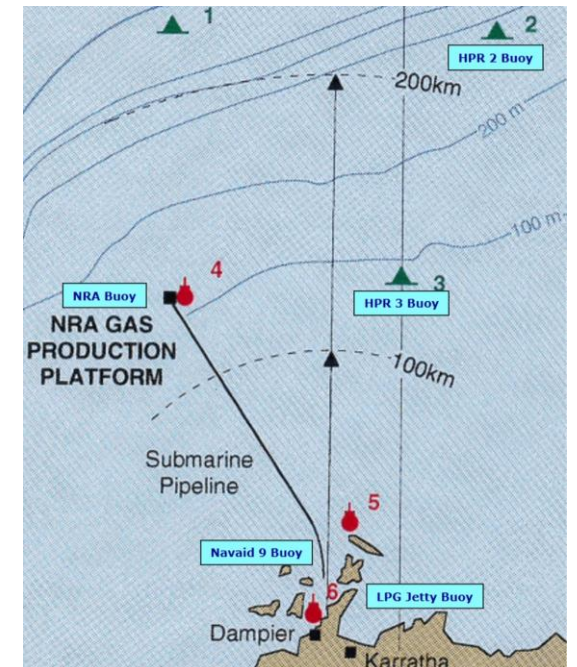 1
2
HPR 2 Buoy
200km
200 m
100 m
4
3
NRA Buoy
HPR 3 Buoy
NRA GAS
PRODUCTION
PLATFORM
100km
Submarine
Pipeline
5
Navaid 9 Buoy
6
LPG Jetty Buoy
Dampier
Karratha